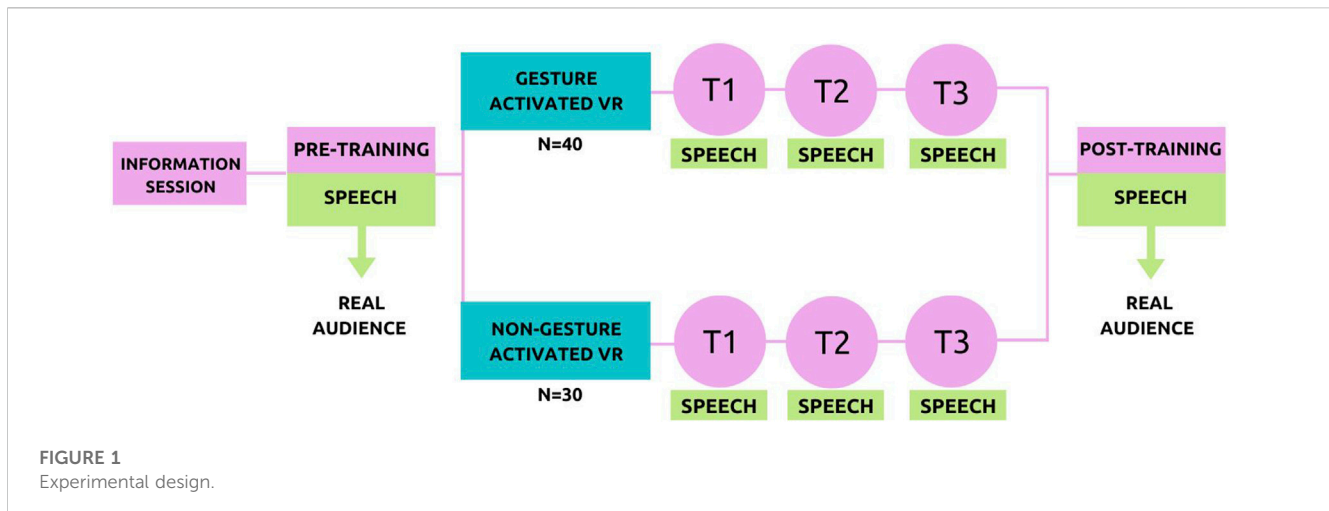 INFORMATION
SESSION
PRE-TRAINING
SPEECH
REAL
AUDIENCE
GESTURE
ACTIVATED VR
N=40
T1
T2
T3
SPEECH
SPEECH
SPEECH
NON-GESTURE
ACTIVATED VR
N=30
T1
T2
T3
SPEECH
SPEECH
SPEECH
POST-TRAINING
SPEECH
REAL
AUDIENCE
FIGURE 1
Experimental design.